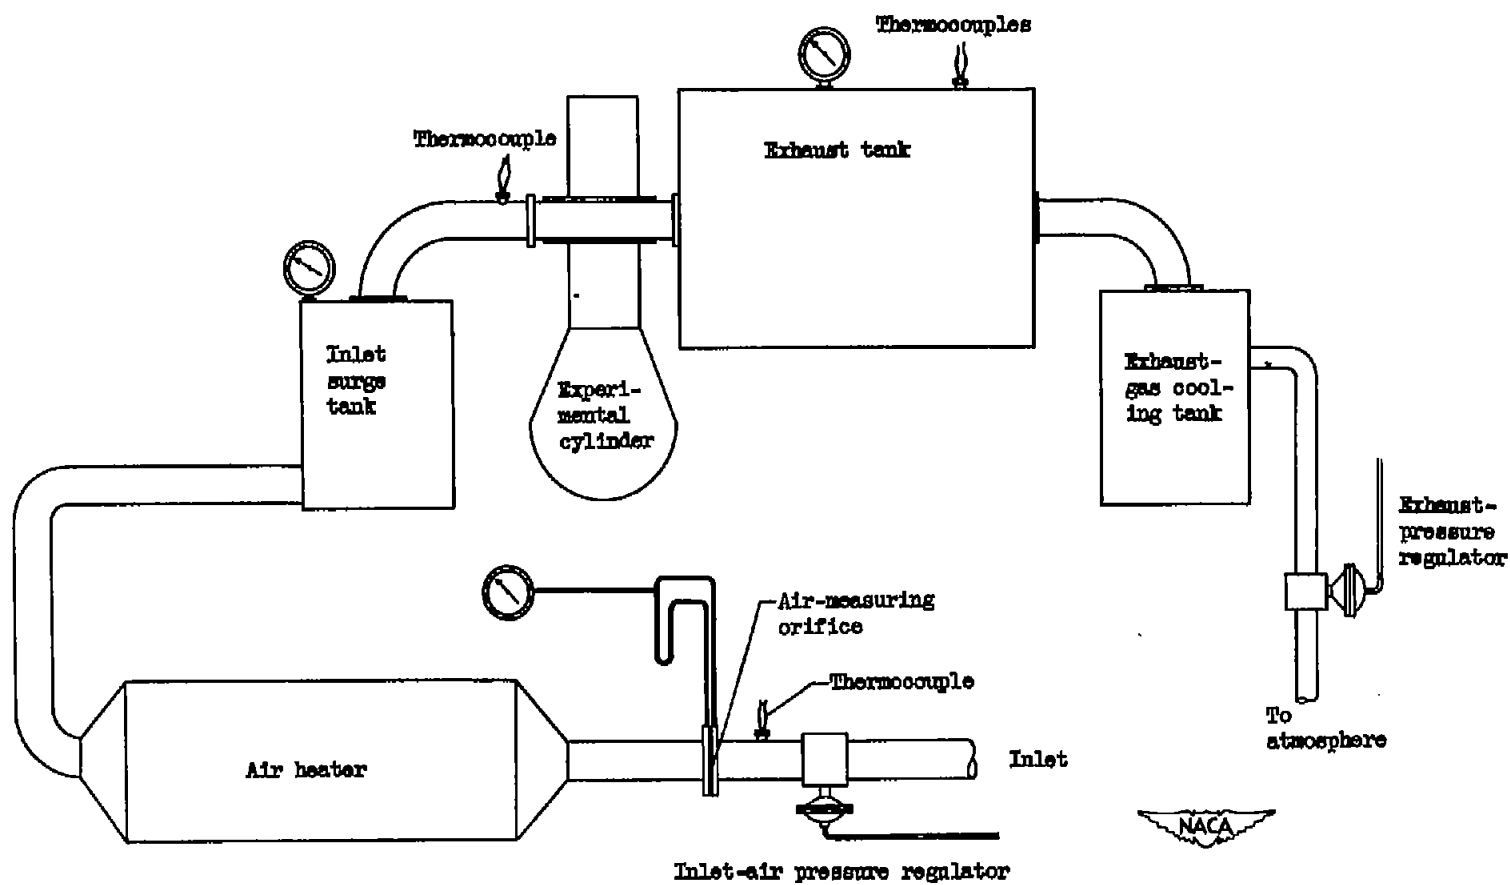 Thermocouples
Thermocouple
Exhaust tank
Inlet
surge
tank
Experi-
mental
cylinder
Exhaust-
gas cool-
ing tank
Exhaust-
pressure
regulator
Air-measuring
orifice
Thermocouple
To
atmosphere
Air heater
Inlet
NACA
Inlet-air pressure regulator